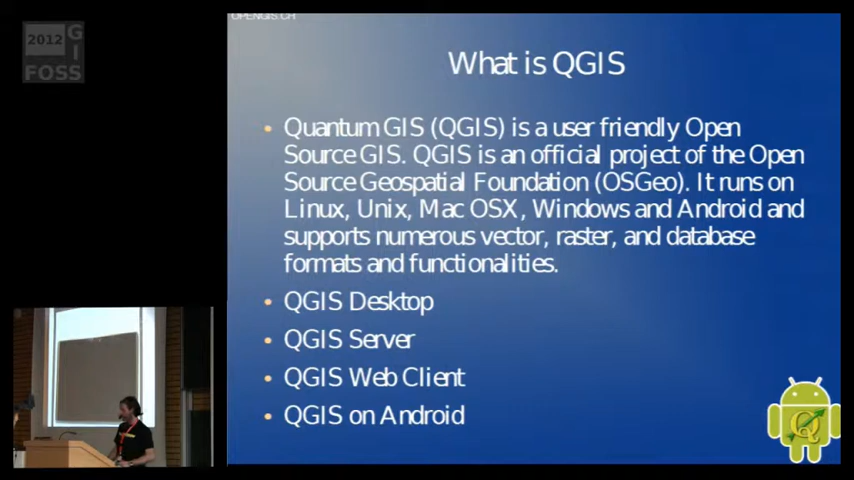 2012
G
I
FOSS
OPENGIS.CH
What is QGIS
• Quantum GIS (QGIS) is a user friendly Open
Source GIS. QGIS is an official project of the Open
Source Geospatial Foundation (OSGeo). It runs on
Linux, Unix, Mac OSX, Windows and Android and
supports numerous vector, raster, and database
formats and functionalities.
• QGIS Desktop
• QGIS Server
• QGIS Web Client
• QGIS on Android